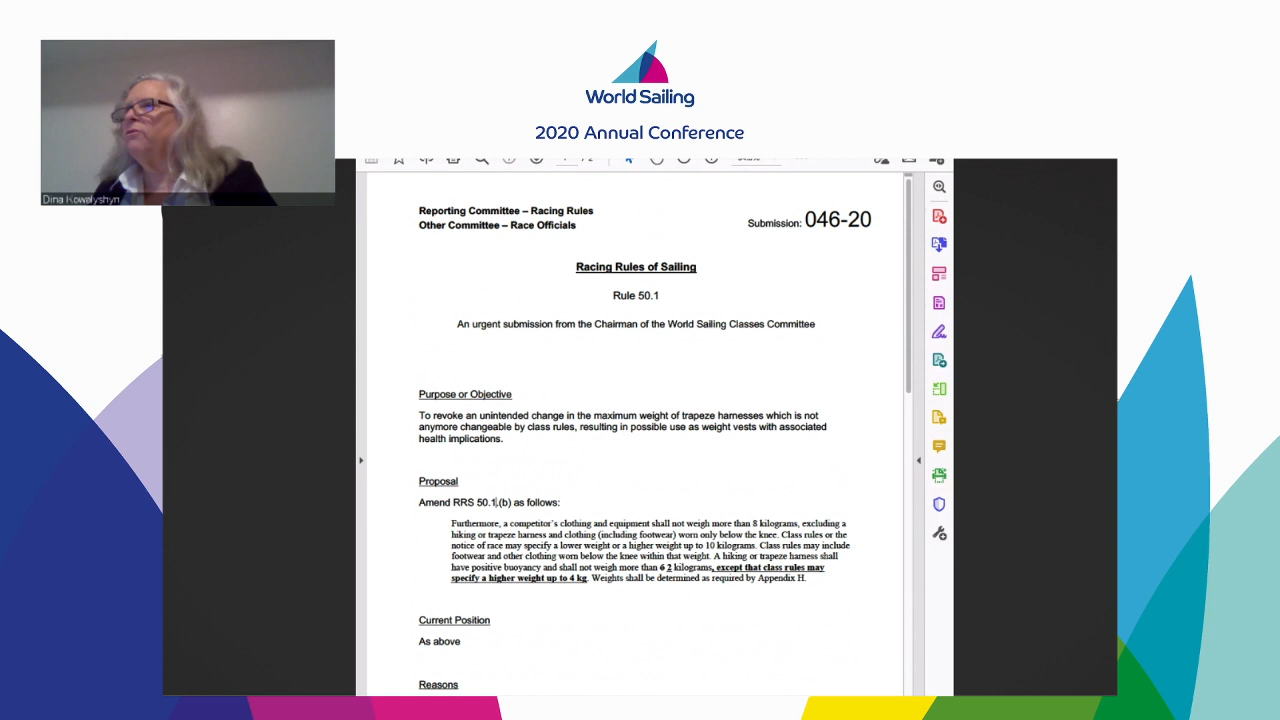 World Sailing
2020 Annual Conference
Dina Kowalyshyn
Reporting Committee – Racing Rules
Other Committee – Race Officials
Submission: 046-20
Racing Rules of Sailing
Rule 50.1
An urgent submission from the Chairman of the World Sailing Classes Committee
Purpose or Objective
To revoke an unintended change in the maximum weight of trapeze harnesses which is not
anymore changeable by class rules, resulting in possible use as weight vests with associated
health implications.
Proposal
Amend RRS 50.1.(b) as follows:
Furthermore, a competitor's clothing and equipment shall not weigh more than 8 kilograms, excluding a
hiking or trapeze harness and clothing (including footwear) worn only below the knee. Class rules or the
notice of race may specify a lower weight or a higher weight up to 10 kilograms. Class rules may include
footwear and other clothing worn below the knee within that weight. A hiking or trapeze harness shall
have positive buoyancy and shall not weigh more than 6 2 kilograms, except that class rules may
specify a higher weight up to 4 kg. Weights shall be determined as required by Appendix H.
Current Position
As above
Reasons